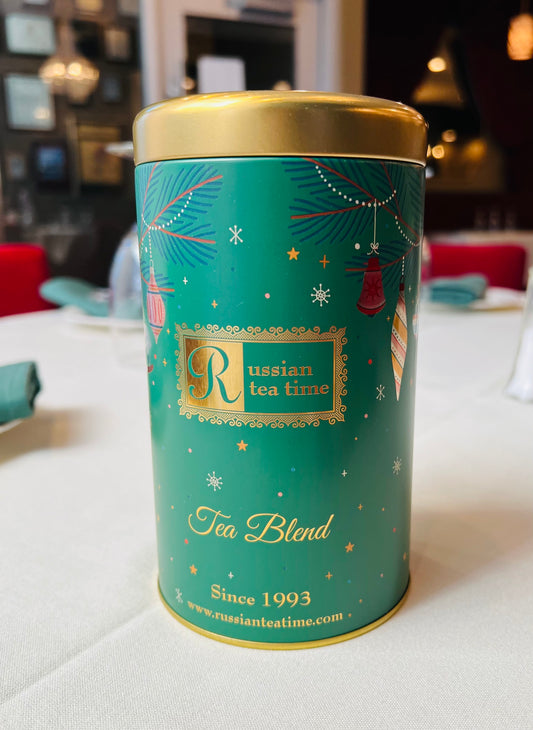 Russian
tea time
Tea Blend
Since 1993
www.russianteatime.com